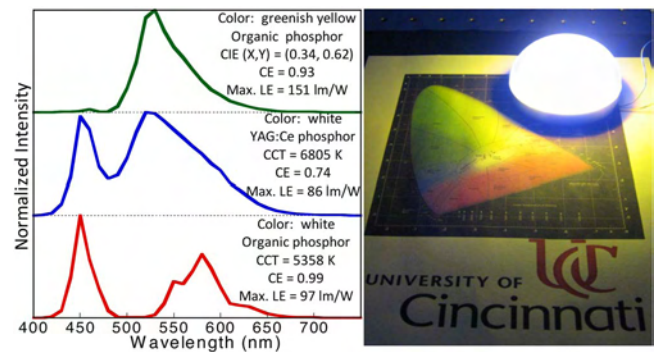 Normalized Intensity
Color: greenish yellow
Organic phosphor
CIE (X,Y) = (0.34, 0.62)
CE = 0.93
Max. LE = 151 lm/W
Color: white
YAG:Ce phosphor
CCT = 6805 K
CE = 0.74
Max. LE = 86 lm/W
Color: white
Organic phosphor
CCT = 5358 K
CE = 0.99
Max. LE = 97 lm/W
400 450 500 550 600 650 700
Wavelength (nm)
UC
UNIVERSITY OF
Cincinnati